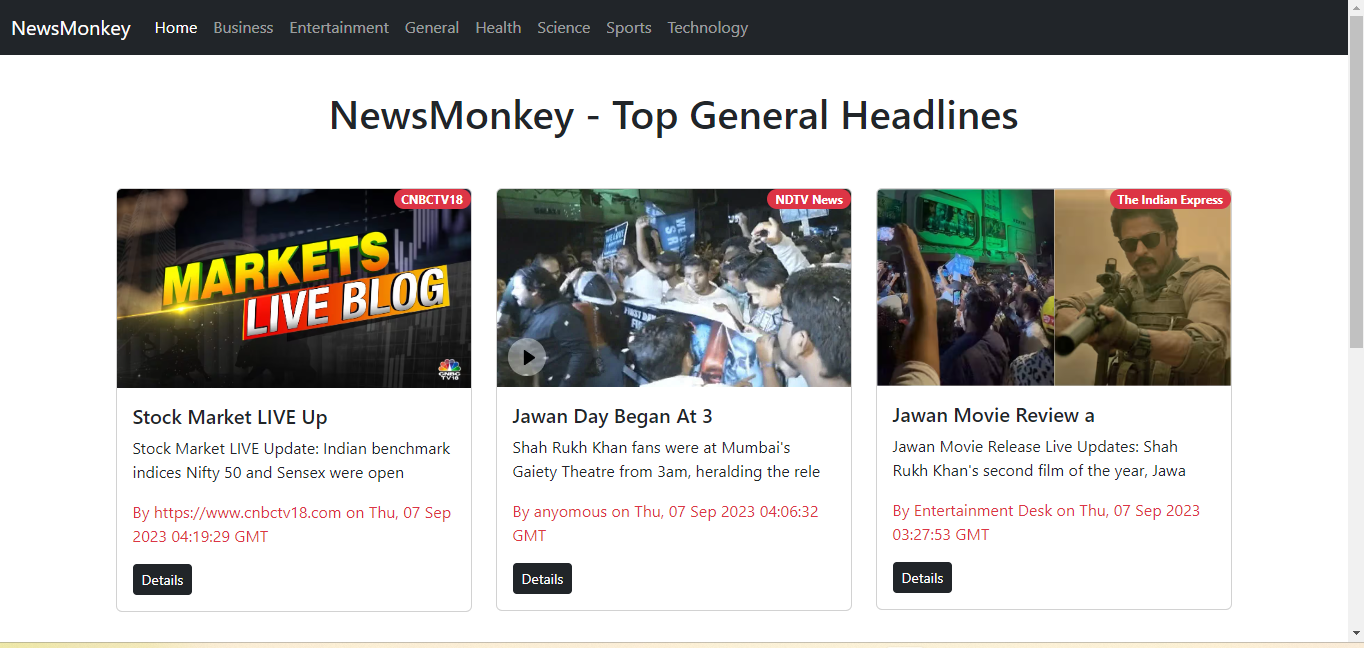 NewsMonkey Home Business Entertainment General Health Science Sports Technology
NewsMonkey - Top General Headlines
CNBCTV18
MARKETS
LIVE BLOG
CNBC
TV18
Stock Market LIVE Up
Stock Market LIVE Update: Indian benchmark
indices Nifty 50 and Sensex were open
By https://www.cnbctv18.com on Thu, 07 Sep
2023 04:19:29 GMT
Details
NDTV News
Jawan Day Began At 3
Shah Rukh Khan fans were at Mumbai's
Gaiety Theatre from 3am, heralding the rele
By anyomous on Thu, 07 Sep 2023 04:06:32
GMT
Details
The Indian Express
Jawan Movie Review a
Jawan Movie Release Live Updates: Shah
Rukh Khan's second film of the year, Jawa
By Entertainment Desk on Thu, 07 Sep 2023
03:27:53 GMT
Details